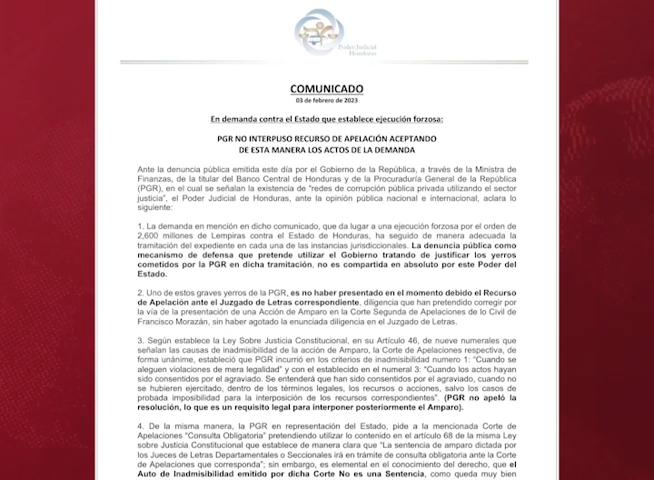 Poder Judicial
Honduras
COMUNICADO
03 de febrero de 2023
En demanda contra el Estado que establece ejecución forzosa:
PGR NO INTERPUSO RECURSO DE APELACIÓN ACEPTANDO
DE ESTA MANERA LOS ACTOS DE LA DEMANDA
Ante la denuncia pública emitida este día por el Gobierno de la República, a través de la Ministra de
Finanzas, de la titular del Banco Central de Honduras y de la Procuraduría General de la República
(PGR), en el cual se señalan la existencia de “redes de corrupción pública privada utilizando el sector
justicia”, el Poder Judicial de Honduras, ante la opinión pública nacional e internacional, aclara lo
siguiente:
1. La demanda en mención en dicho comunicado, que da lugar a una ejecución forzosa por el orden de
2,600 millones de Lempiras contra el Estado de Honduras, ha seguido de manera adecuada la
tramitación del expediente en cada una de las instancias jurisdiccionales. La denuncia pública como
mecanismo de defensa que pretende utilizar el Gobierno tratando de justificar los yerros
cometidos por la PGR en dicha tramitación, no es compartida en absoluto por este Poder del
Estado.
2. Uno de estos graves yerros de la PGR, es no haber presentado en el momento debido el Recurso
de Apelación ante el Juzgado de Letras correspondiente, diligencia que han pretendido corregir por
la vía de la presentación de una Acción de Amparo en la Corte Segunda de Apelaciones de lo Civil de
Francisco Morazán, sin haber agotado la enunciada diligencia en el Juzgado de Letras.
3. Según establece la Ley Sobre Justicia Constitucional, en su Artículo 46, de nueve numerales que
señalan las causas de inadmisibilidad de la acción de Amparo, la Corte de Apelaciones respectiva, de
forma unánime, estableció que PGR incurrió en los criterios de inadmisibilidad numero 1: “Cuando se
aleguen violaciones de mera legalidad” y con el establecido en el numeral 3: “Cuando los actos hayan
sido consentidos por el agraviado. Se entenderá que han sido consentidos por el agraviado, cuando no
se hubieren ejercitado, dentro de los términos legales, los recursos o acciones, salvo los casos de
probada imposibilidad para la interposición de los recursos correspondientes”. (PGR no apeló la
resolución, lo que es un requisito legal para interponer posteriormente el Amparo).
4. De la misma manera, la PGR en representación del Estado, pide a la mencionada Corte de
Apelaciones “Consulta Obligatoria” pretendiendo utilizar lo contenido en el artículo 68 de la misma Ley
sobre Justicia Constitucional que establece de manera clara que “La sentencia de amparo dictada por
los Jueces de Letras Departamentales o Seccionales irá en trámite de consulta obligatoria ante la Corte
de Apelaciones que corresponda”; sin embargo, es elemental en el conocimiento del derecho, que el
Auto de Inadmisibilidad emitido por dicha Corte No es una Sentencia, como queda muy bien